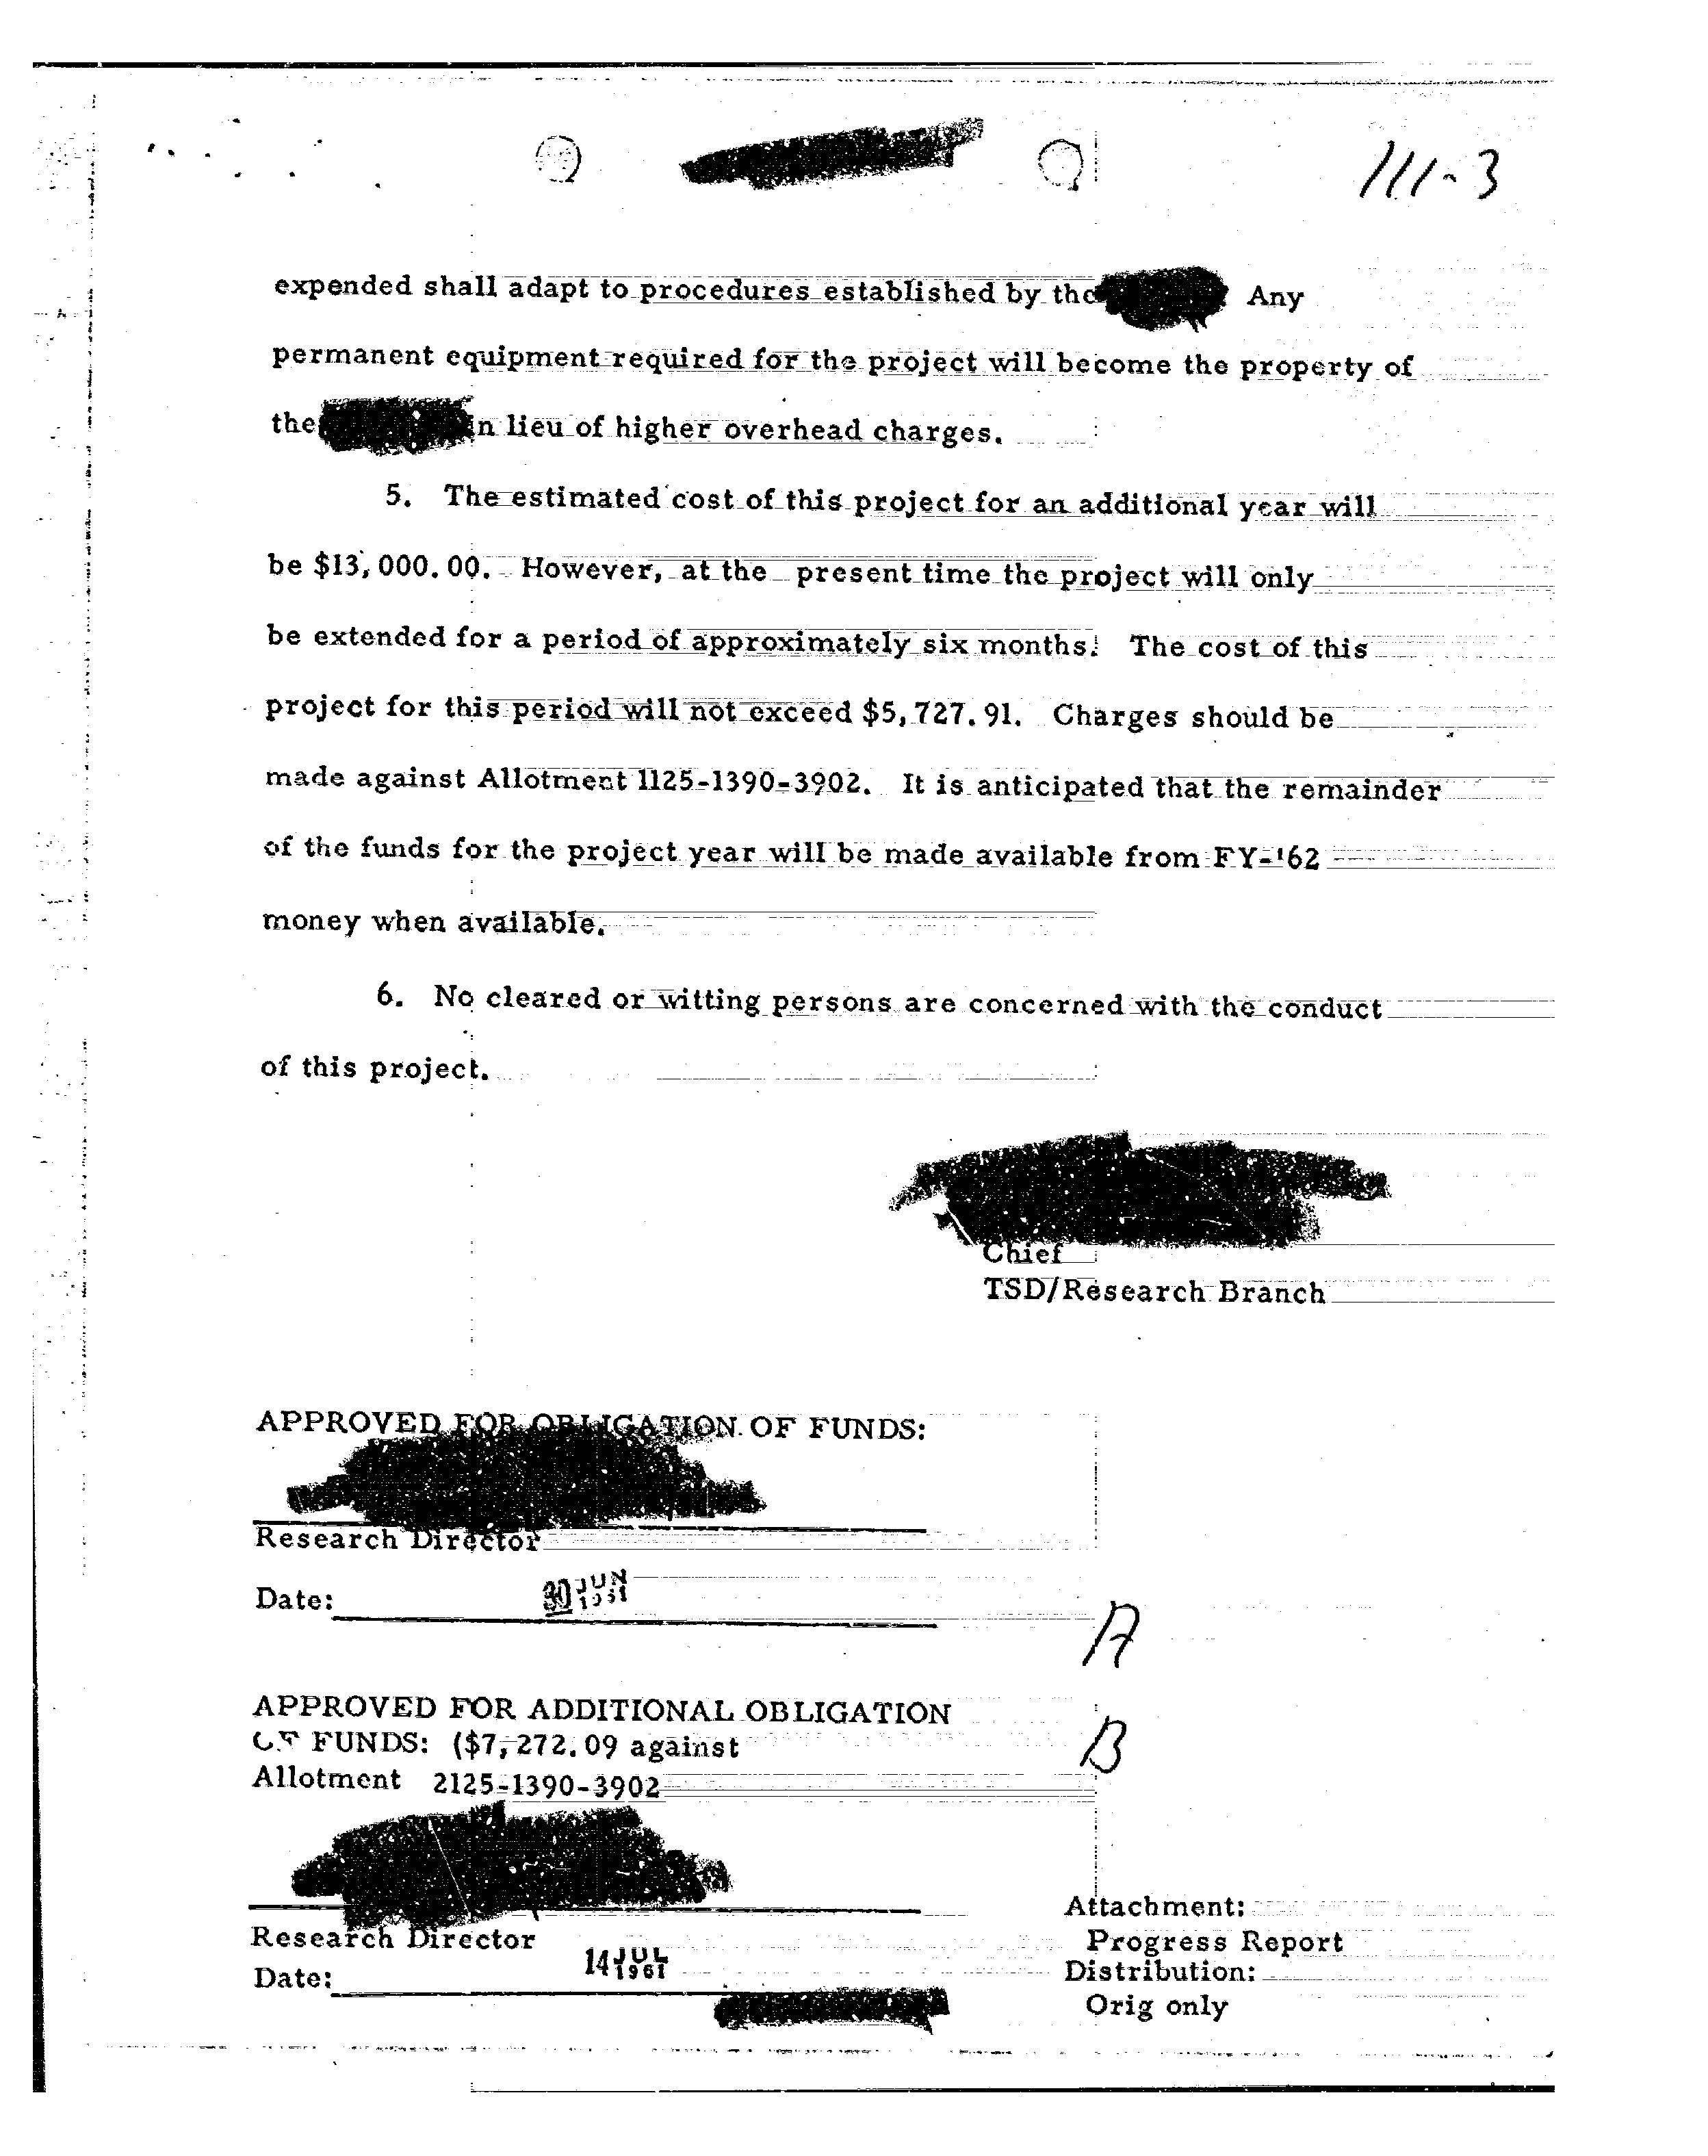 111-3
expended shall adapt to procedures established by the Any
permanent equipment required for the project will become the property of
the in lieu of higher overhead charges.
5. The estimated cost of this project for an additional year will
be $13,000.00. However, at the present time the project will only
be extended for a period of approximately six months. The cost of this
project for this period will not exceed $5,727.91. Charges should be
made against Allotment 1125-1390-3902. It is anticipated that the remainder
of the funds for the project year will be made available from FY-'62
money when available.
6. No cleared or witting persons are concerned with the conduct
of this project.
Chief
TSD/Research Branch
APPROVED FOR OBLIGATION OF FUNDS:
Research Director
Date: 30 JUN 1961
A
APPROVED FOR ADDITIONAL OBLIGATION
OF FUNDS: ($7,272.09 against
B
Allotment 2125-1390-3902
Research Director
Date: 14 JUL 1961
Attachment:
Progress Report
Distribution:
Orig only